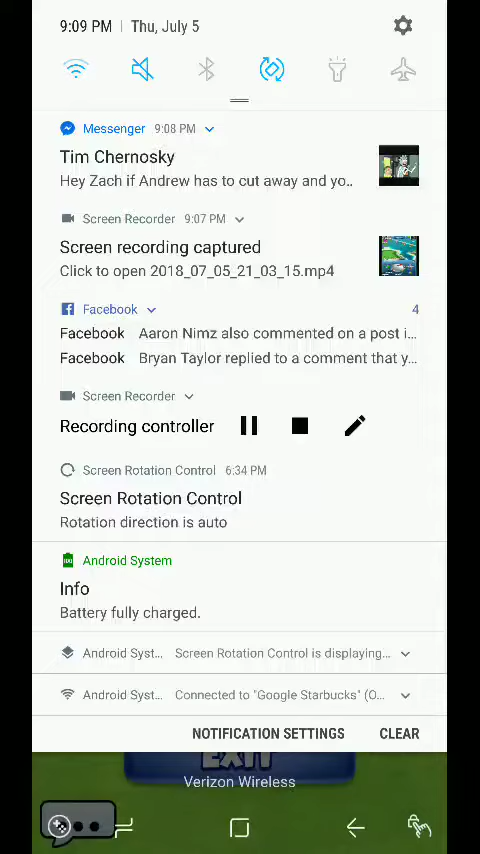 9:09 PM | Thu, July 5
Messenger 9:08 PM
Tim Chernosky
Hey Zach if Andrew has to cut away and yo..
Screen Recorder 9:07 PM
Screen recording captured
Click to open 2018_07_05_21_03_15.mp4
Facebook 4
Facebook Aaron Nimz also commented on a post i...
Facebook Bryan Taylor replied to a comment that y...
Screen Recorder
Recording controller
Screen Rotation Control 6:34 PM
Screen Rotation Control
Rotation direction is auto
Android System
Info
Battery fully charged.
Android Syst... Screen Rotation Control is displaying...
Android Syst... Connected to "Google Starbucks" (O...
NOTIFICATION SETTINGS CLEAR
EXIT
Verizon Wireless